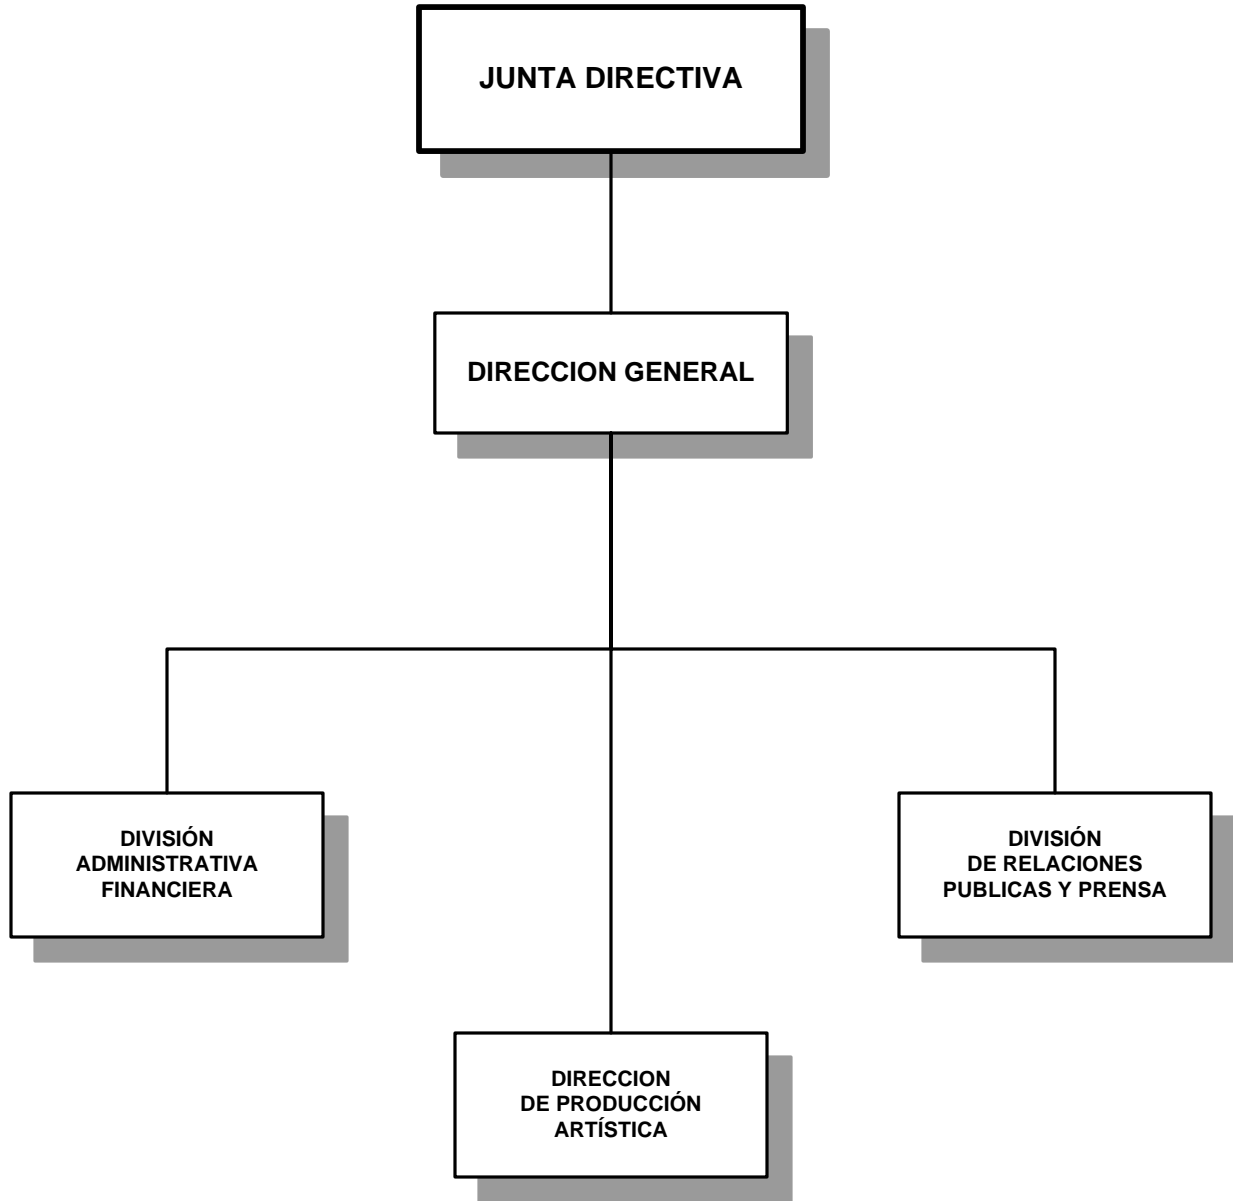 JUNTA DIRECTIVA
DIRECCION GENERAL
DIVISIÓN
ADMINISTRATIVA
FINANCIERA
DIVISIÓN
DE RELACIONES
PUBLICAS Y PRENSA
DIRECCION
DE PRODUCCIÓN
ARTÍSTICA